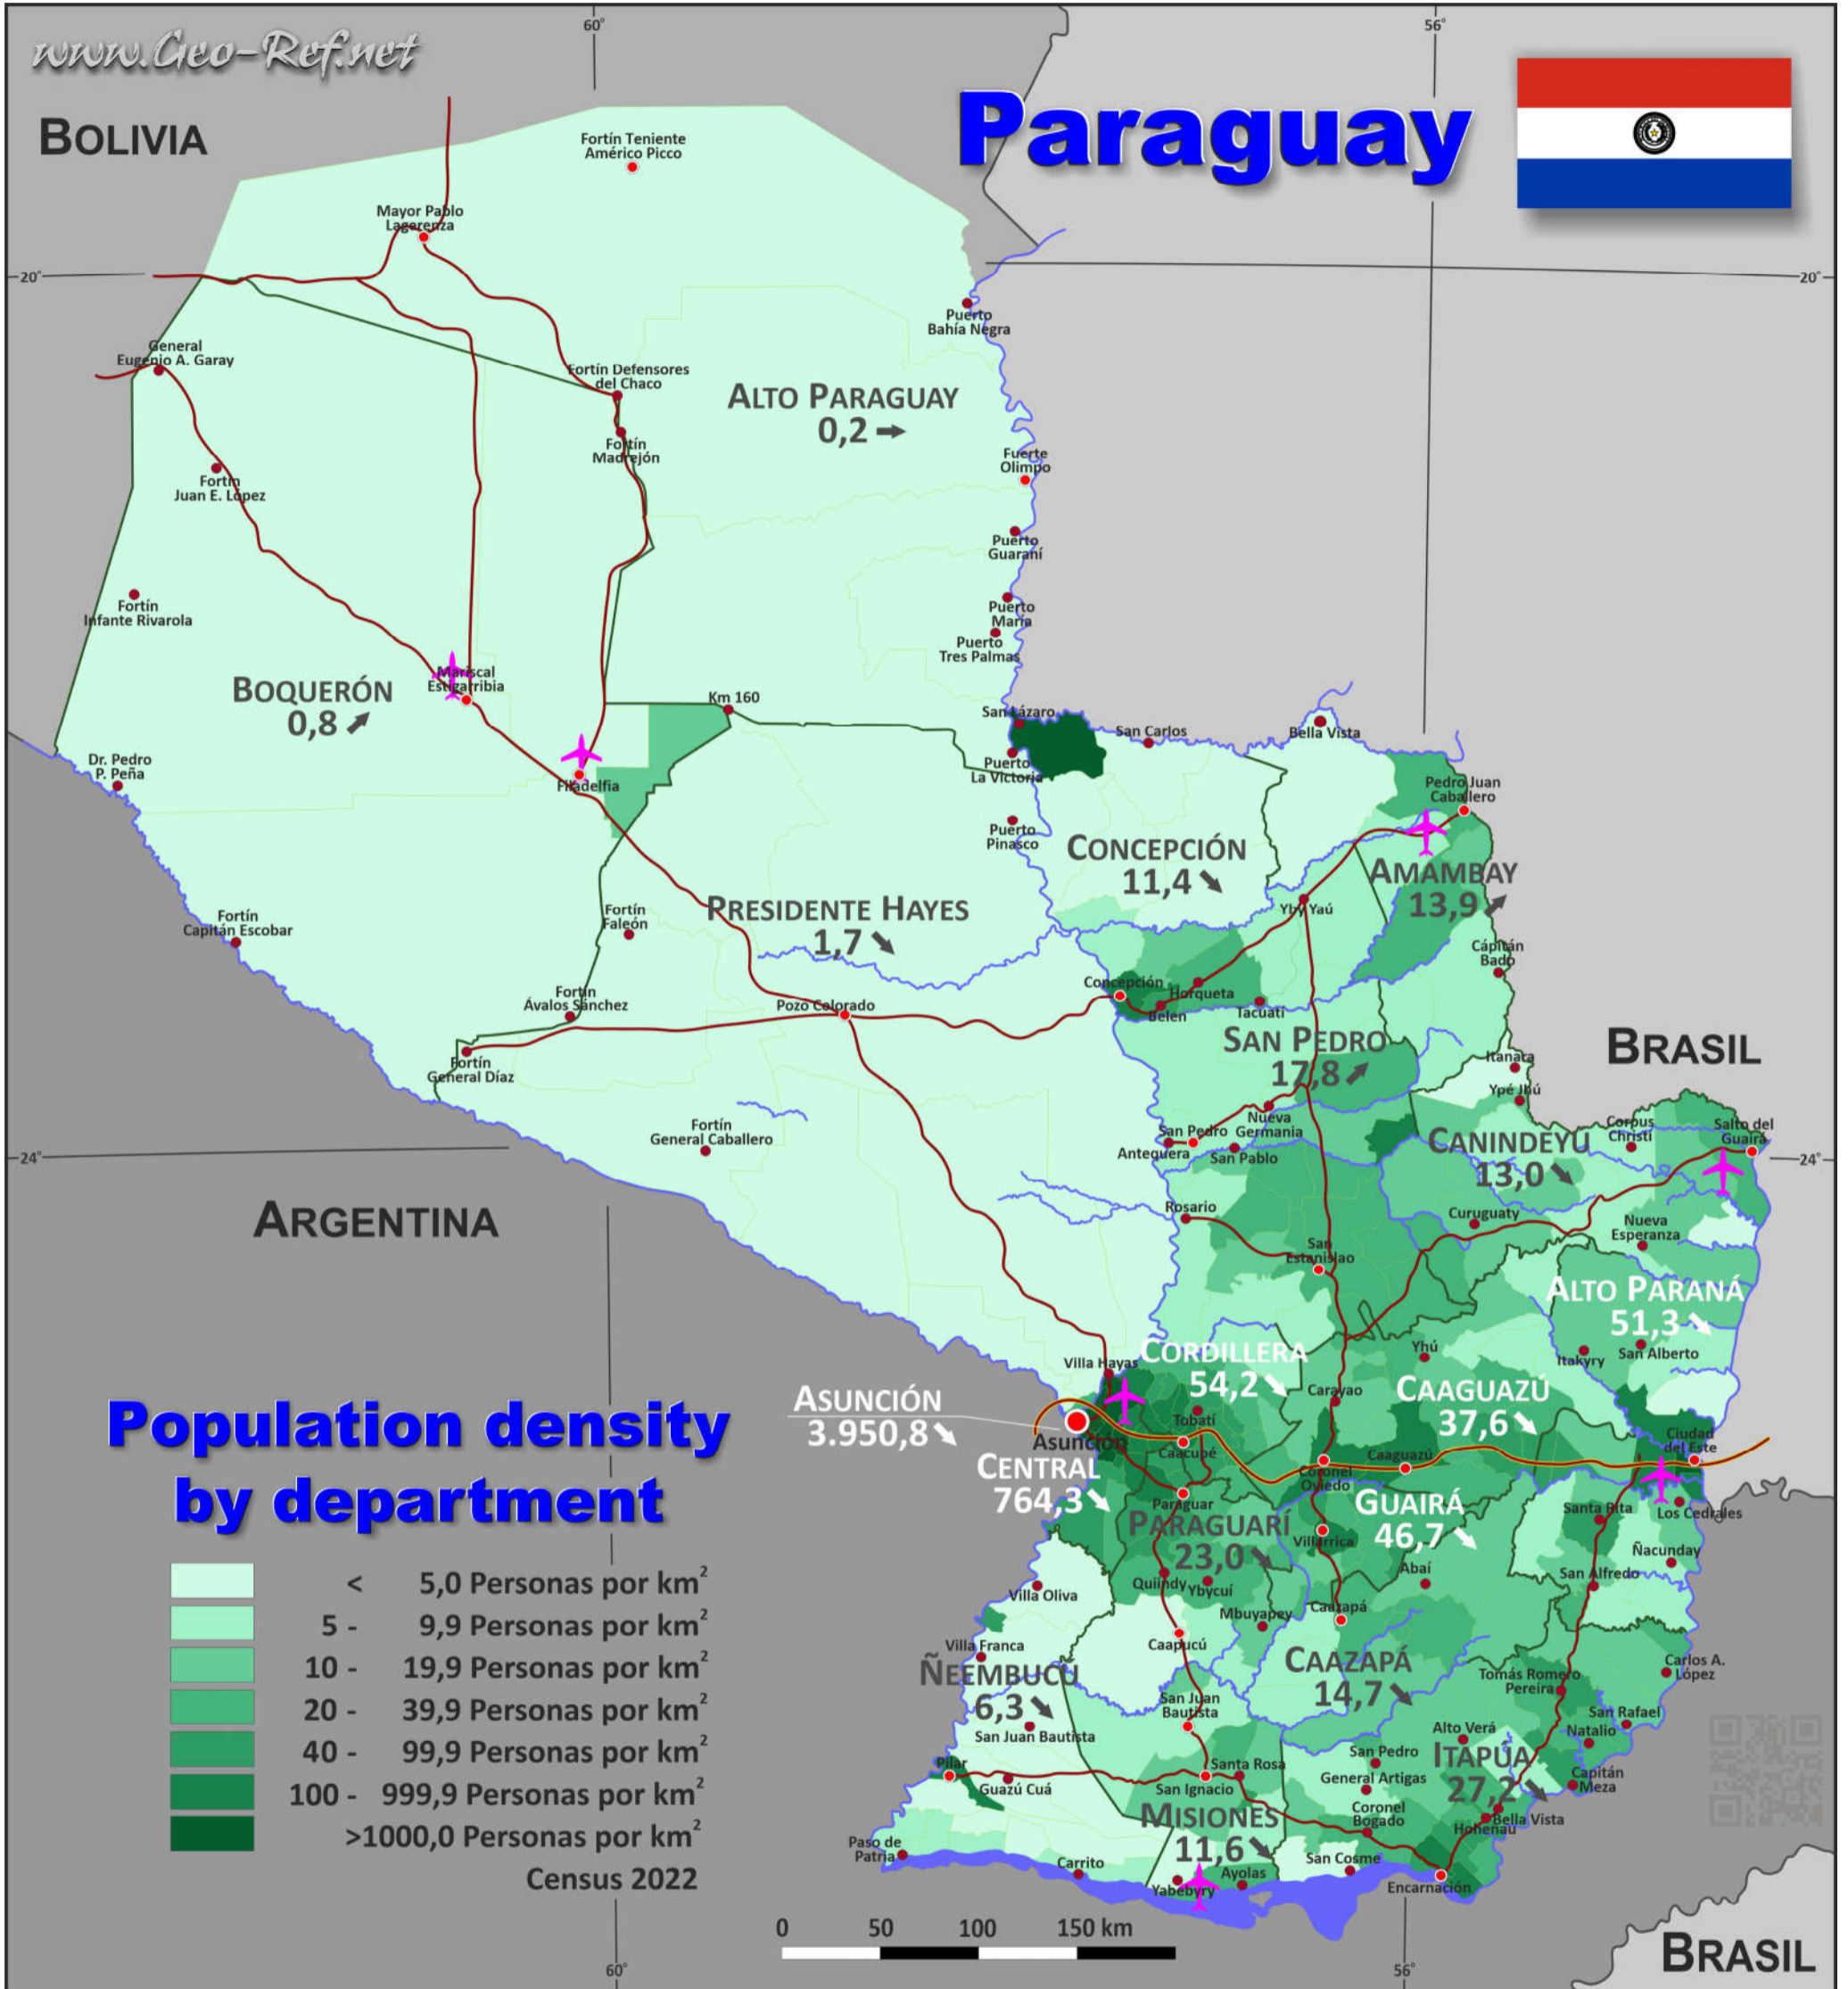 60°
56°
www.Geo-Ref.net
Paraguay
BOLIVIA
Fortín Teniente
Américo Picco
Mayor Pablo
Lagerenza
20°
20°
Puerto
Bahía Negra
General
Eugenio A. Garay
Fortín Defensores
del Chaco
ALTO PARAGUAY
0,2
Fortín
Madrejón
Fuerte
Olimpo
Fortín
Juan E. López
Puerto
Guaraní
Fortín
Infante Rivarola
Puerto
María
Puerto
Tres Palmas
Mariscal
Estigarribia
BOQUERÓN
0,8
Km 160
San Lázaro
San Carlos
Bella Vista
Dr. Pedro
P. Peña
Filadelfia
Puerto
La Victoria
Pedro Juan
Caballero
Puerto
Pinasco
CONCEPCIÓN
11,4
AMAMBAY
13,9
Fortín
Capitán Escobar
Fortín
Faleón
PRESIDENTE HAYES
1,7
Yby Yaú
Cápitán
Bado
Fortín
Ávalos Sánchez
Pozo Colorado
Concepción
Horqueta
Belen
Tacuatí
SAN PEDRO
17,8
BRASIL
Fortín
General Díaz
Itanara
Ypé Jhú
Fortín
General Caballero
Nueva
Germania
San Pedro
Antequera
San Pablo
CANINDEYU
13,0
Corpus
Christi
Salto del
Guairá
24°
24°
ARGENTINA
Rosario
Curuguaty
Nueva
Esperanza
San
Estanislao
ALTO PARANÁ
51,3
Villa Hayas
CORDILLERA
54,2
Yhú
Itakyry
San Alberto
ASUNCIÓN
3.950,8
Carayao
CAAGUAZÚ
37,6
Tobatí
Asunción
Caacupé
Caaguazú
Ciudad
del Este
Population density
by department
CENTRAL
764,3
Coronel
Oviedo
Paraguar
PARAGUARÍ
23,0
GUAIRÁ
46,7
Santa Rita
Los Cedrales
Villarrica
Ñacunday
Abaí
San Alfredo
Quiindy
Ybycuí
Villa Oliva
Mbuyapey
Caazapá
< 5,0 Personas por km²
5 - 9,9 Personas por km²
10 - 19,9 Personas por km²
20 - 39,9 Personas por km²
40 - 99,9 Personas por km²
100 - 999,9 Personas por km²
>1000,0 Personas por km²
Census 2022
Villa Franca
Caapucú
ÑEEMBUCÚ
6,3
CAAZAPÁ
14,7
Carlos A.
López
Tomás Romero
Pereira
San Juan
Bautista
San Juan Bautista
San Rafael
Alto Verá
Natalio
ITAPÚA
27,2
Pilar
Guazú Cuá
San Ignacio
Santa Rosa
San Pedro
General Artigas
Capitán
Meza
MISIONES
11,6
Coronel
Bogado
Bella Vista
Hohenau
Paso de
Patria
Carrito
Yabebyry
Ayolas
San Cosme
Encarnación
0 50 100 150 km
BRASIL
60°
56°